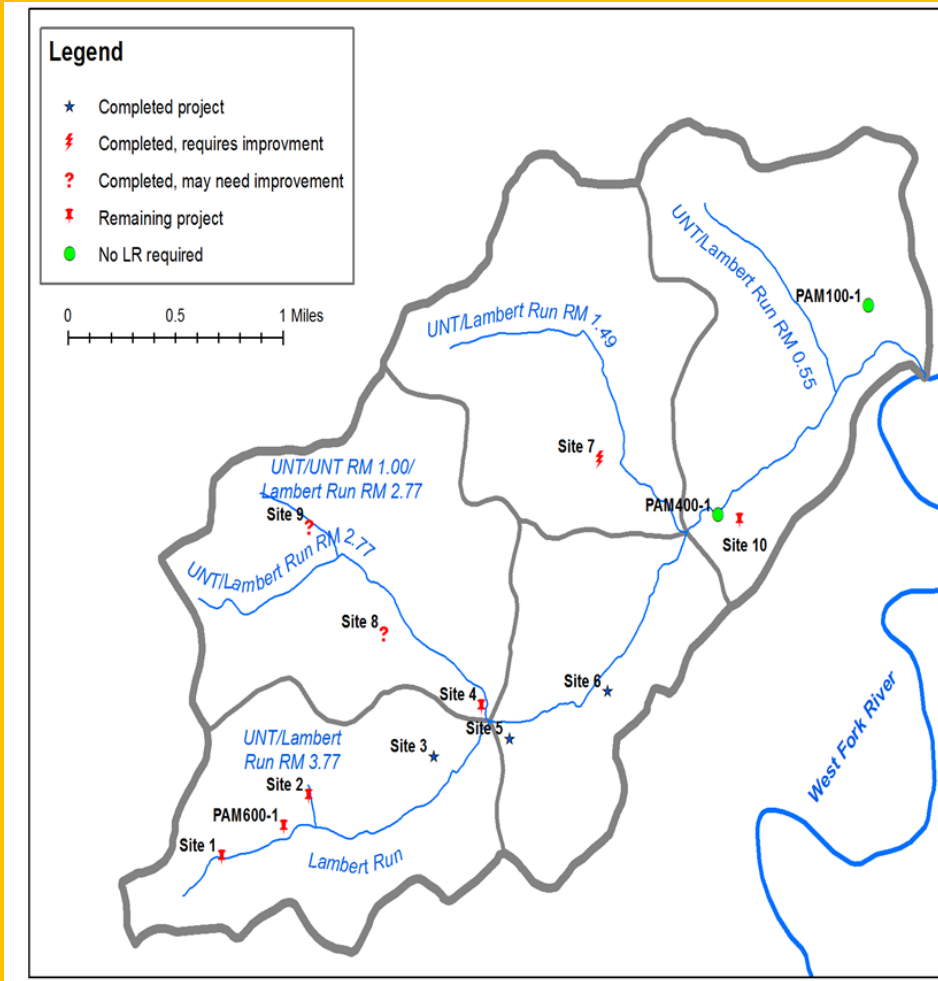 Legend
Completed project
Completed, requires improvment
Completed, may need improvement
Remaining project
No LR required
0 0.5 1 Miles
UNT/Lambert Run RM 0.55
PAM100-1
UNT/Lambert Run RM 1.49
Site 7
UNT/UNT RM 1.00/
Lambert Run RM 2.77
Site 9
PAM400-1
Site 10
UNT/Lambert Run RM 2.77
Site 8
Site 6
Site 4
Site 5
Site 3
UNT/Lambert
Run RM 3.77
Site 2
PAM600-1
Site 1
Lambert Run
West Fork River